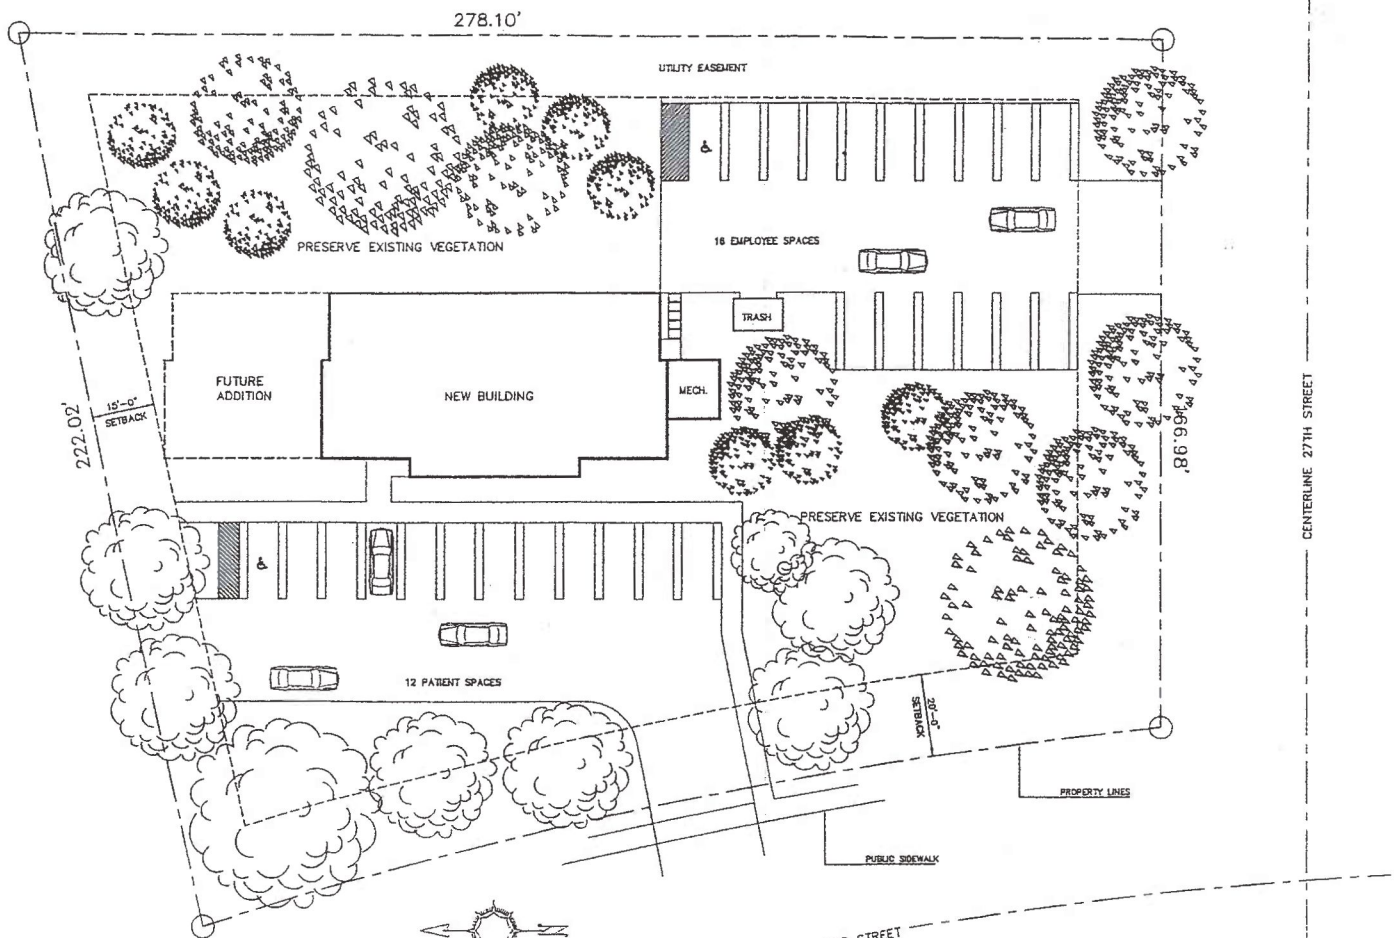 278.10'
UTILITY EASEMENT
PRESERVE EXISTING VEGETATION
16 EMPLOYEE SPACES
TRASH
FUTURE
ADDITION
NEW BUILDING
MECH.
15'-0"
SETBACK
222.02'
166.98'
CENTERLINE 27TH STREET
PRESERVE EXISTING VEGETATION
12 PATIENT SPACES
20'-0"
SETBACK
PROPERTY LINES
PUBLIC SIDEWALK
STREET
N